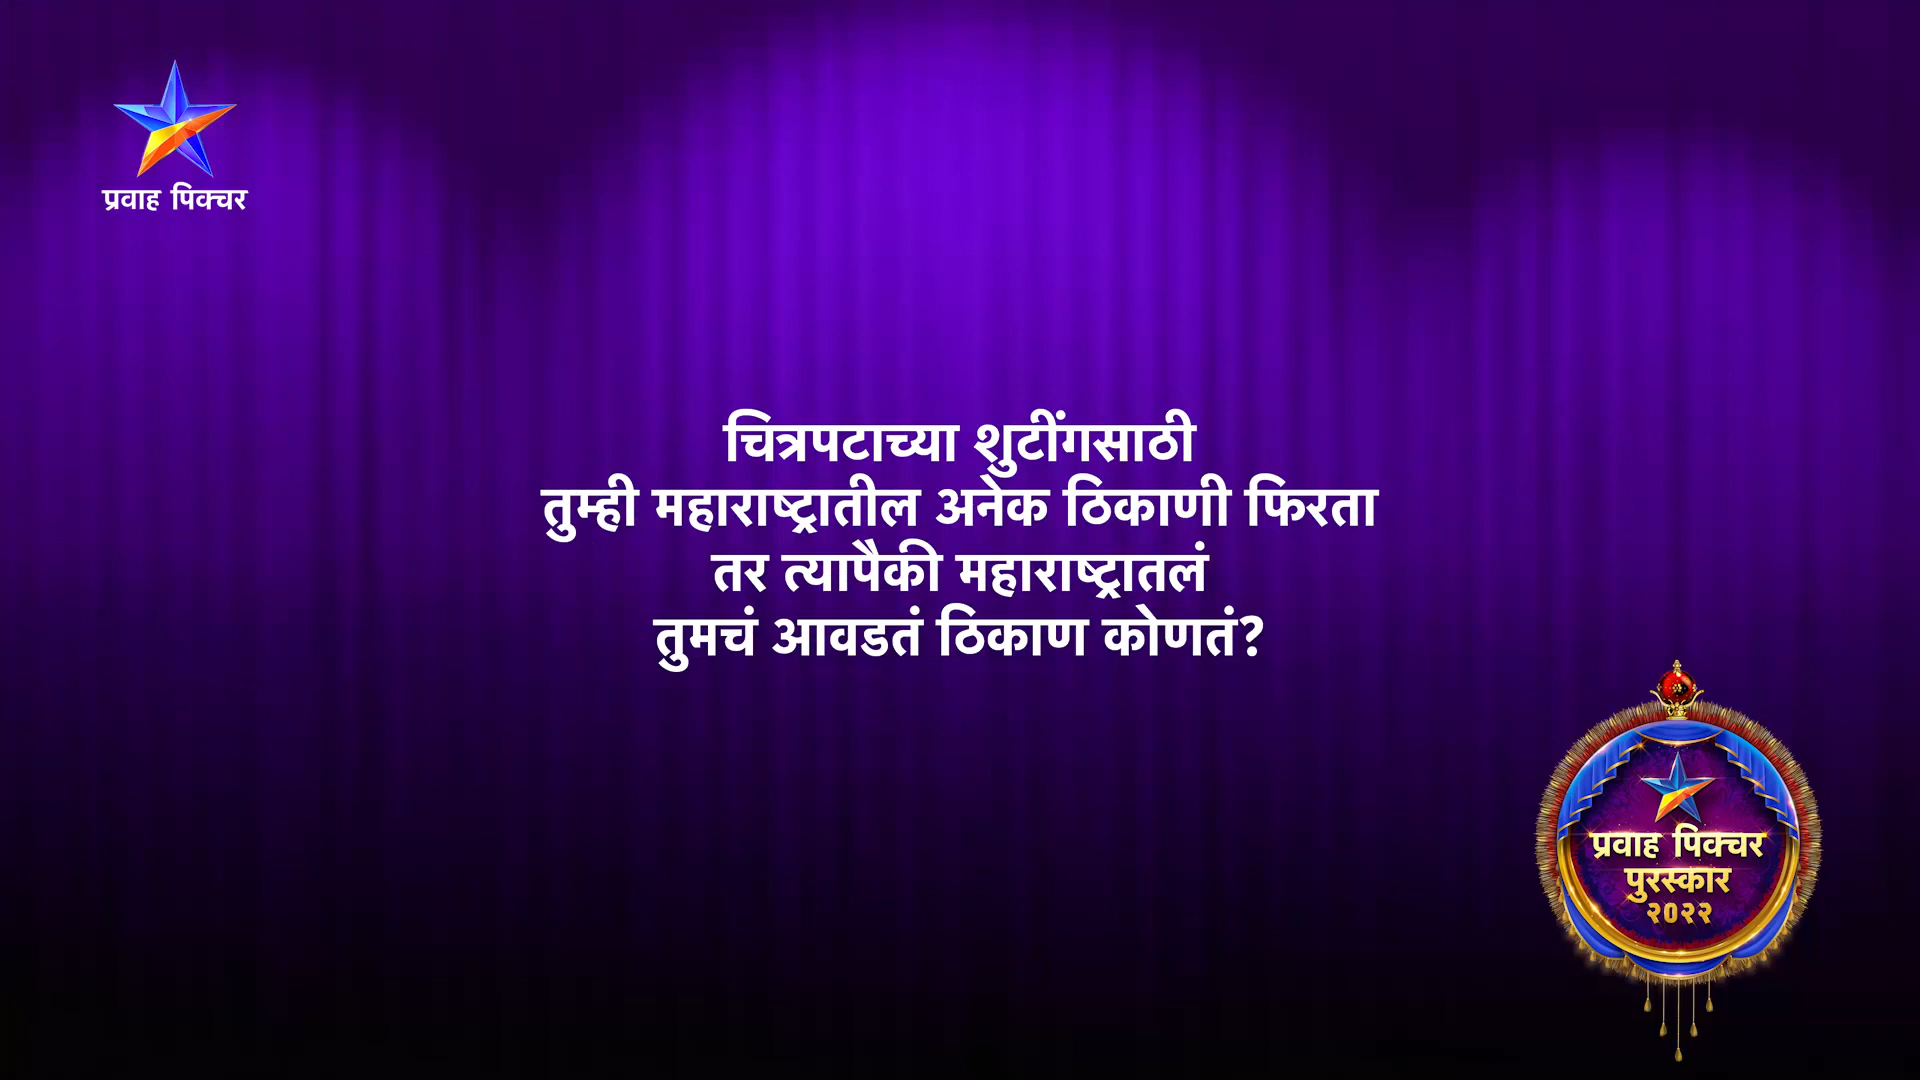 प्रवाह पिक्चर
चित्रपटाच्या शुटींगसाठी
तुम्ही महाराष्ट्रातील अनेक ठिकाणी फिरता
तर त्यापैकी महाराष्ट्रातलं
तुमचं आवडतं ठिकाण कोणतं?
प्रवाह पिक्चर
पुरस्कार
२०२२